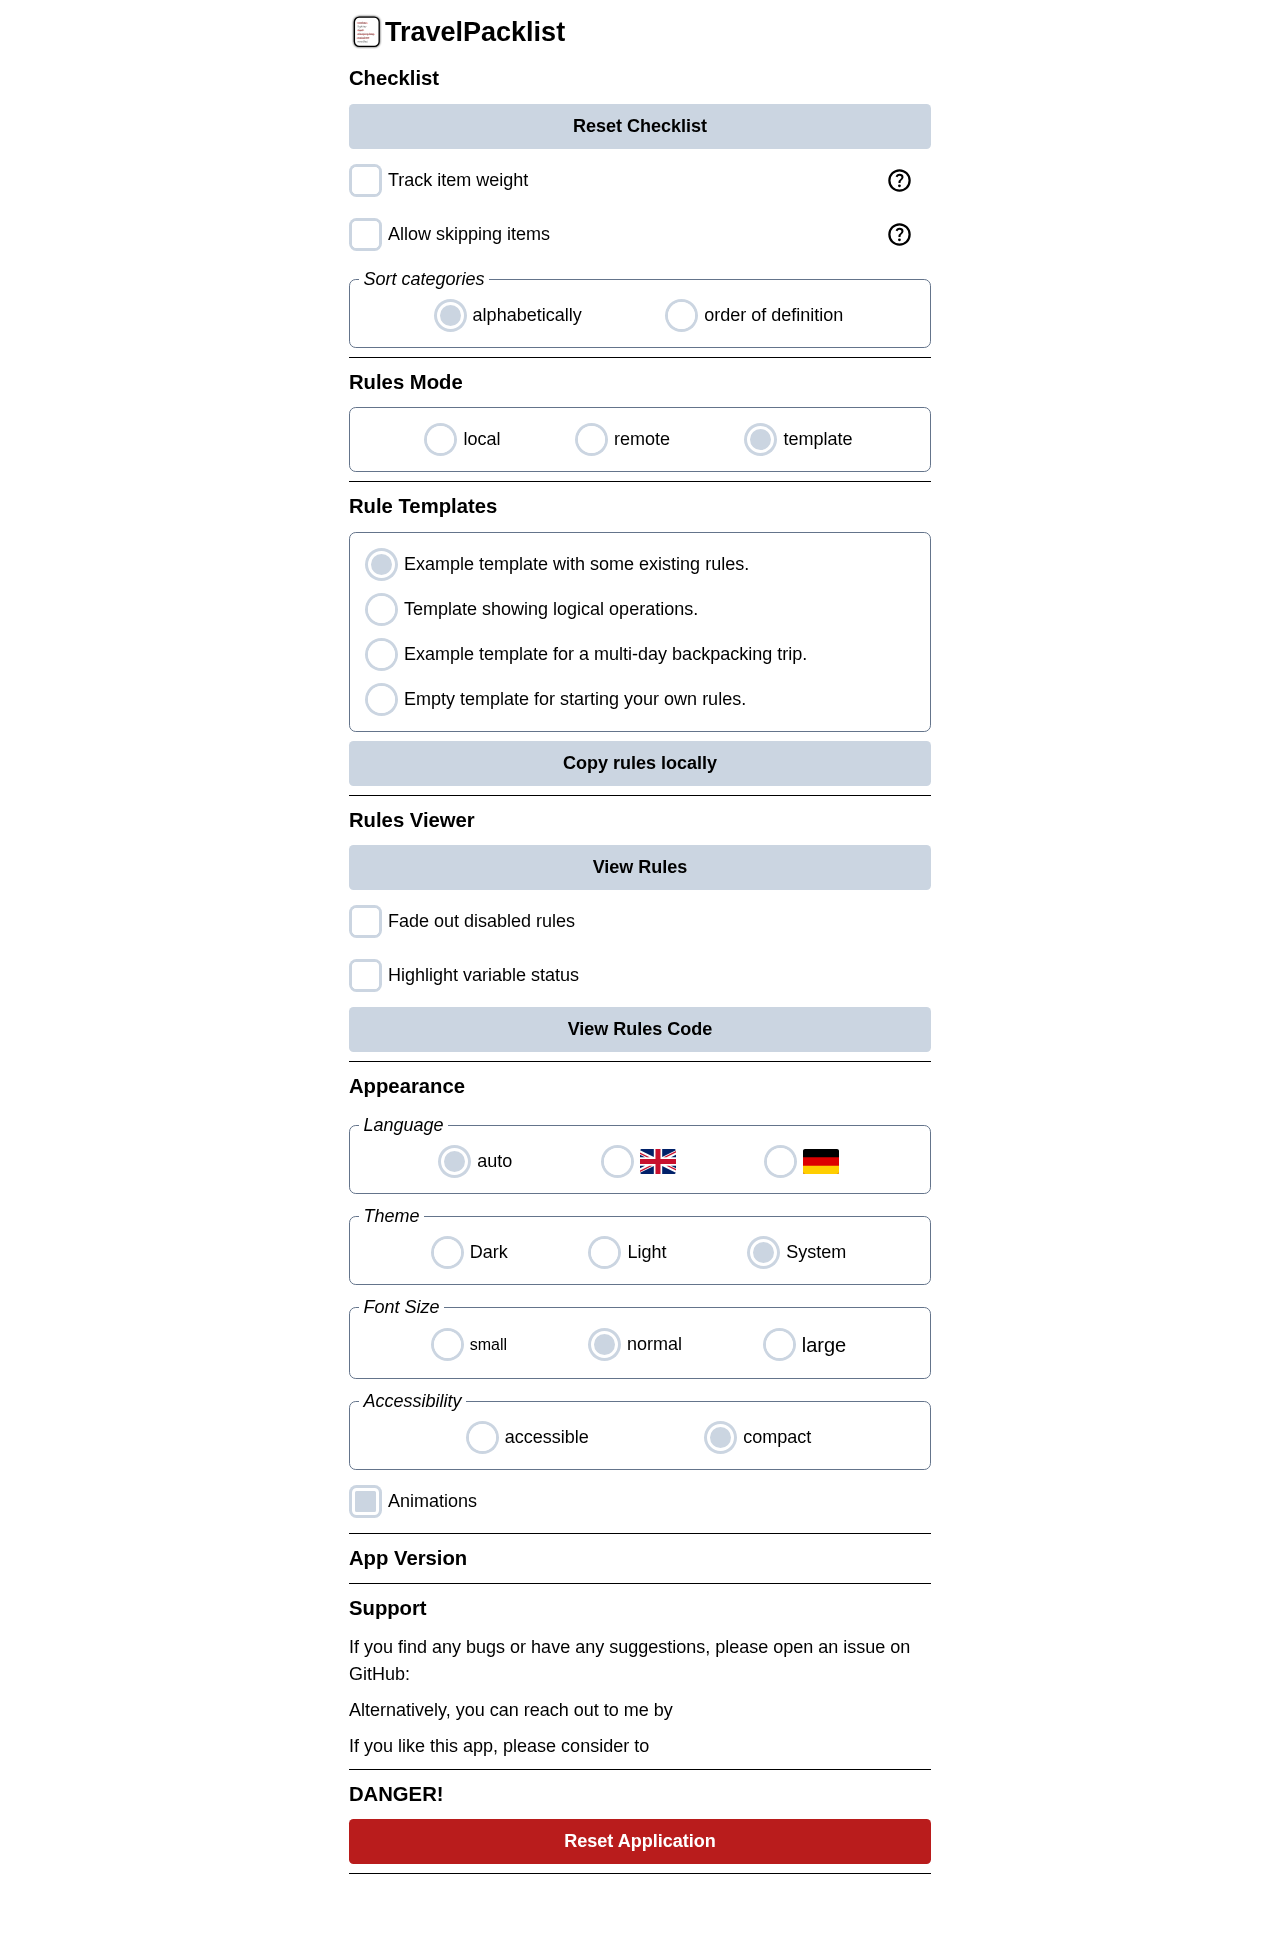 TravelPacklist
Checklist
Reset Checklist
Track item weight
Allow skipping items
Sort categories
alphabetically order of definition
Rules Mode
local remote template
Rule Templates
Example template with some existing rules.
Template showing logical operations.
Example template for a multi-day backpacking trip.
Empty template for starting your own rules.
Copy rules locally
Rules Viewer
View Rules
Fade out disabled rules
Highlight variable status
View Rules Code
Appearance
Language
auto
Theme
Dark Light System
Font Size
small normal large
Accessibility
accessible compact
Animations
App Version
Support
If you find any bugs or have any suggestions, please open an issue on
GitHub:
Alternatively, you can reach out to me by
If you like this app, please consider to
DANGER!
Reset Application